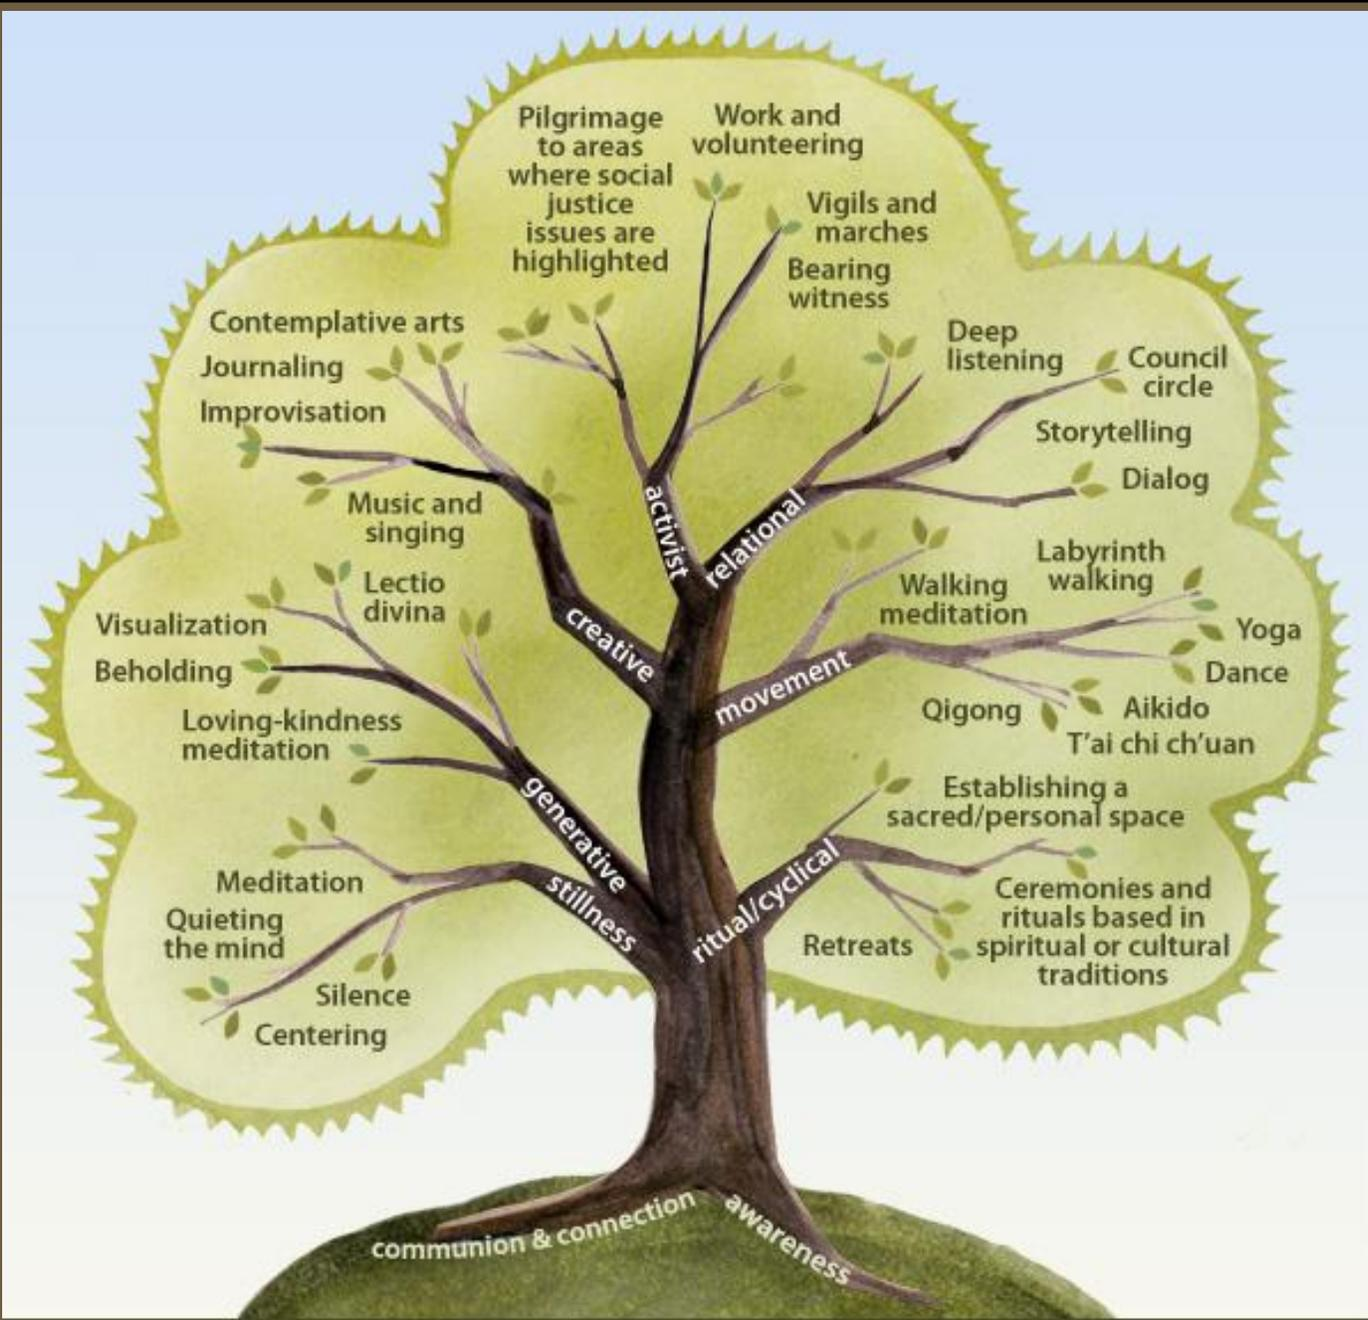 Pilgrimage
to areas
where social
justice
issues are
highlighted
Work and
volunteering
Vigils and
marches
Bearing
witness
activist
Deep
listening
Council
circle
Storytelling
Dialog
relational
Contemplative arts
Journaling
Improvisation
Music and
singing
creative
Labyrinth
walking
Walking
meditation
Yoga
Dance
Qigong
Aikido
T'ai chi ch'uan
movement
Lectio
divina
Visualization
Beholding
Loving-kindness
meditation
generative
Establishing a
sacred/personal space
Ceremonies and
rituals based in
spiritual or cultural
traditions
Retreats
ritual/cyclical
Meditation
Quieting
the mind
Silence
Centering
stillness
communion & connection
awareness